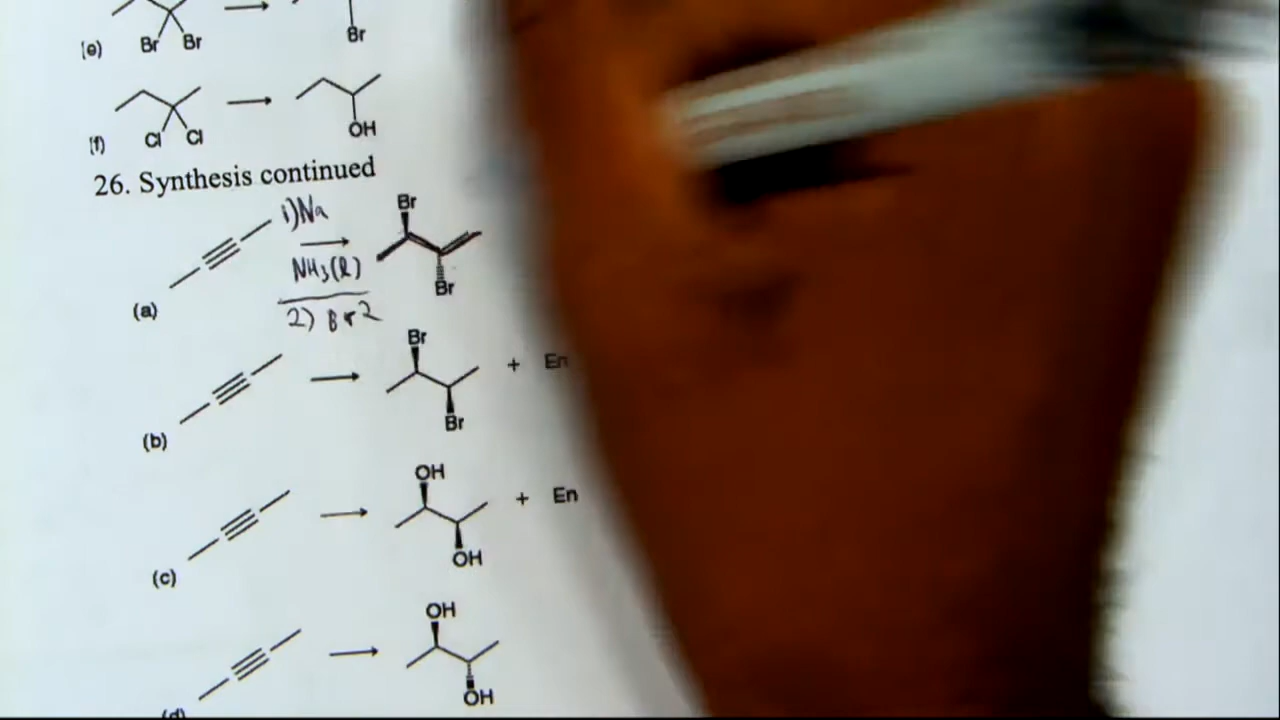 Br
(e) Br Br
(f) Cl Cl OH
26. Synthesis continued
1) Na
NH3(l)
2) Br2
Br
Br
(a)
Br
+ En
Br
(b)
OH
+ En
OH
(c)
OH
OH
(d)